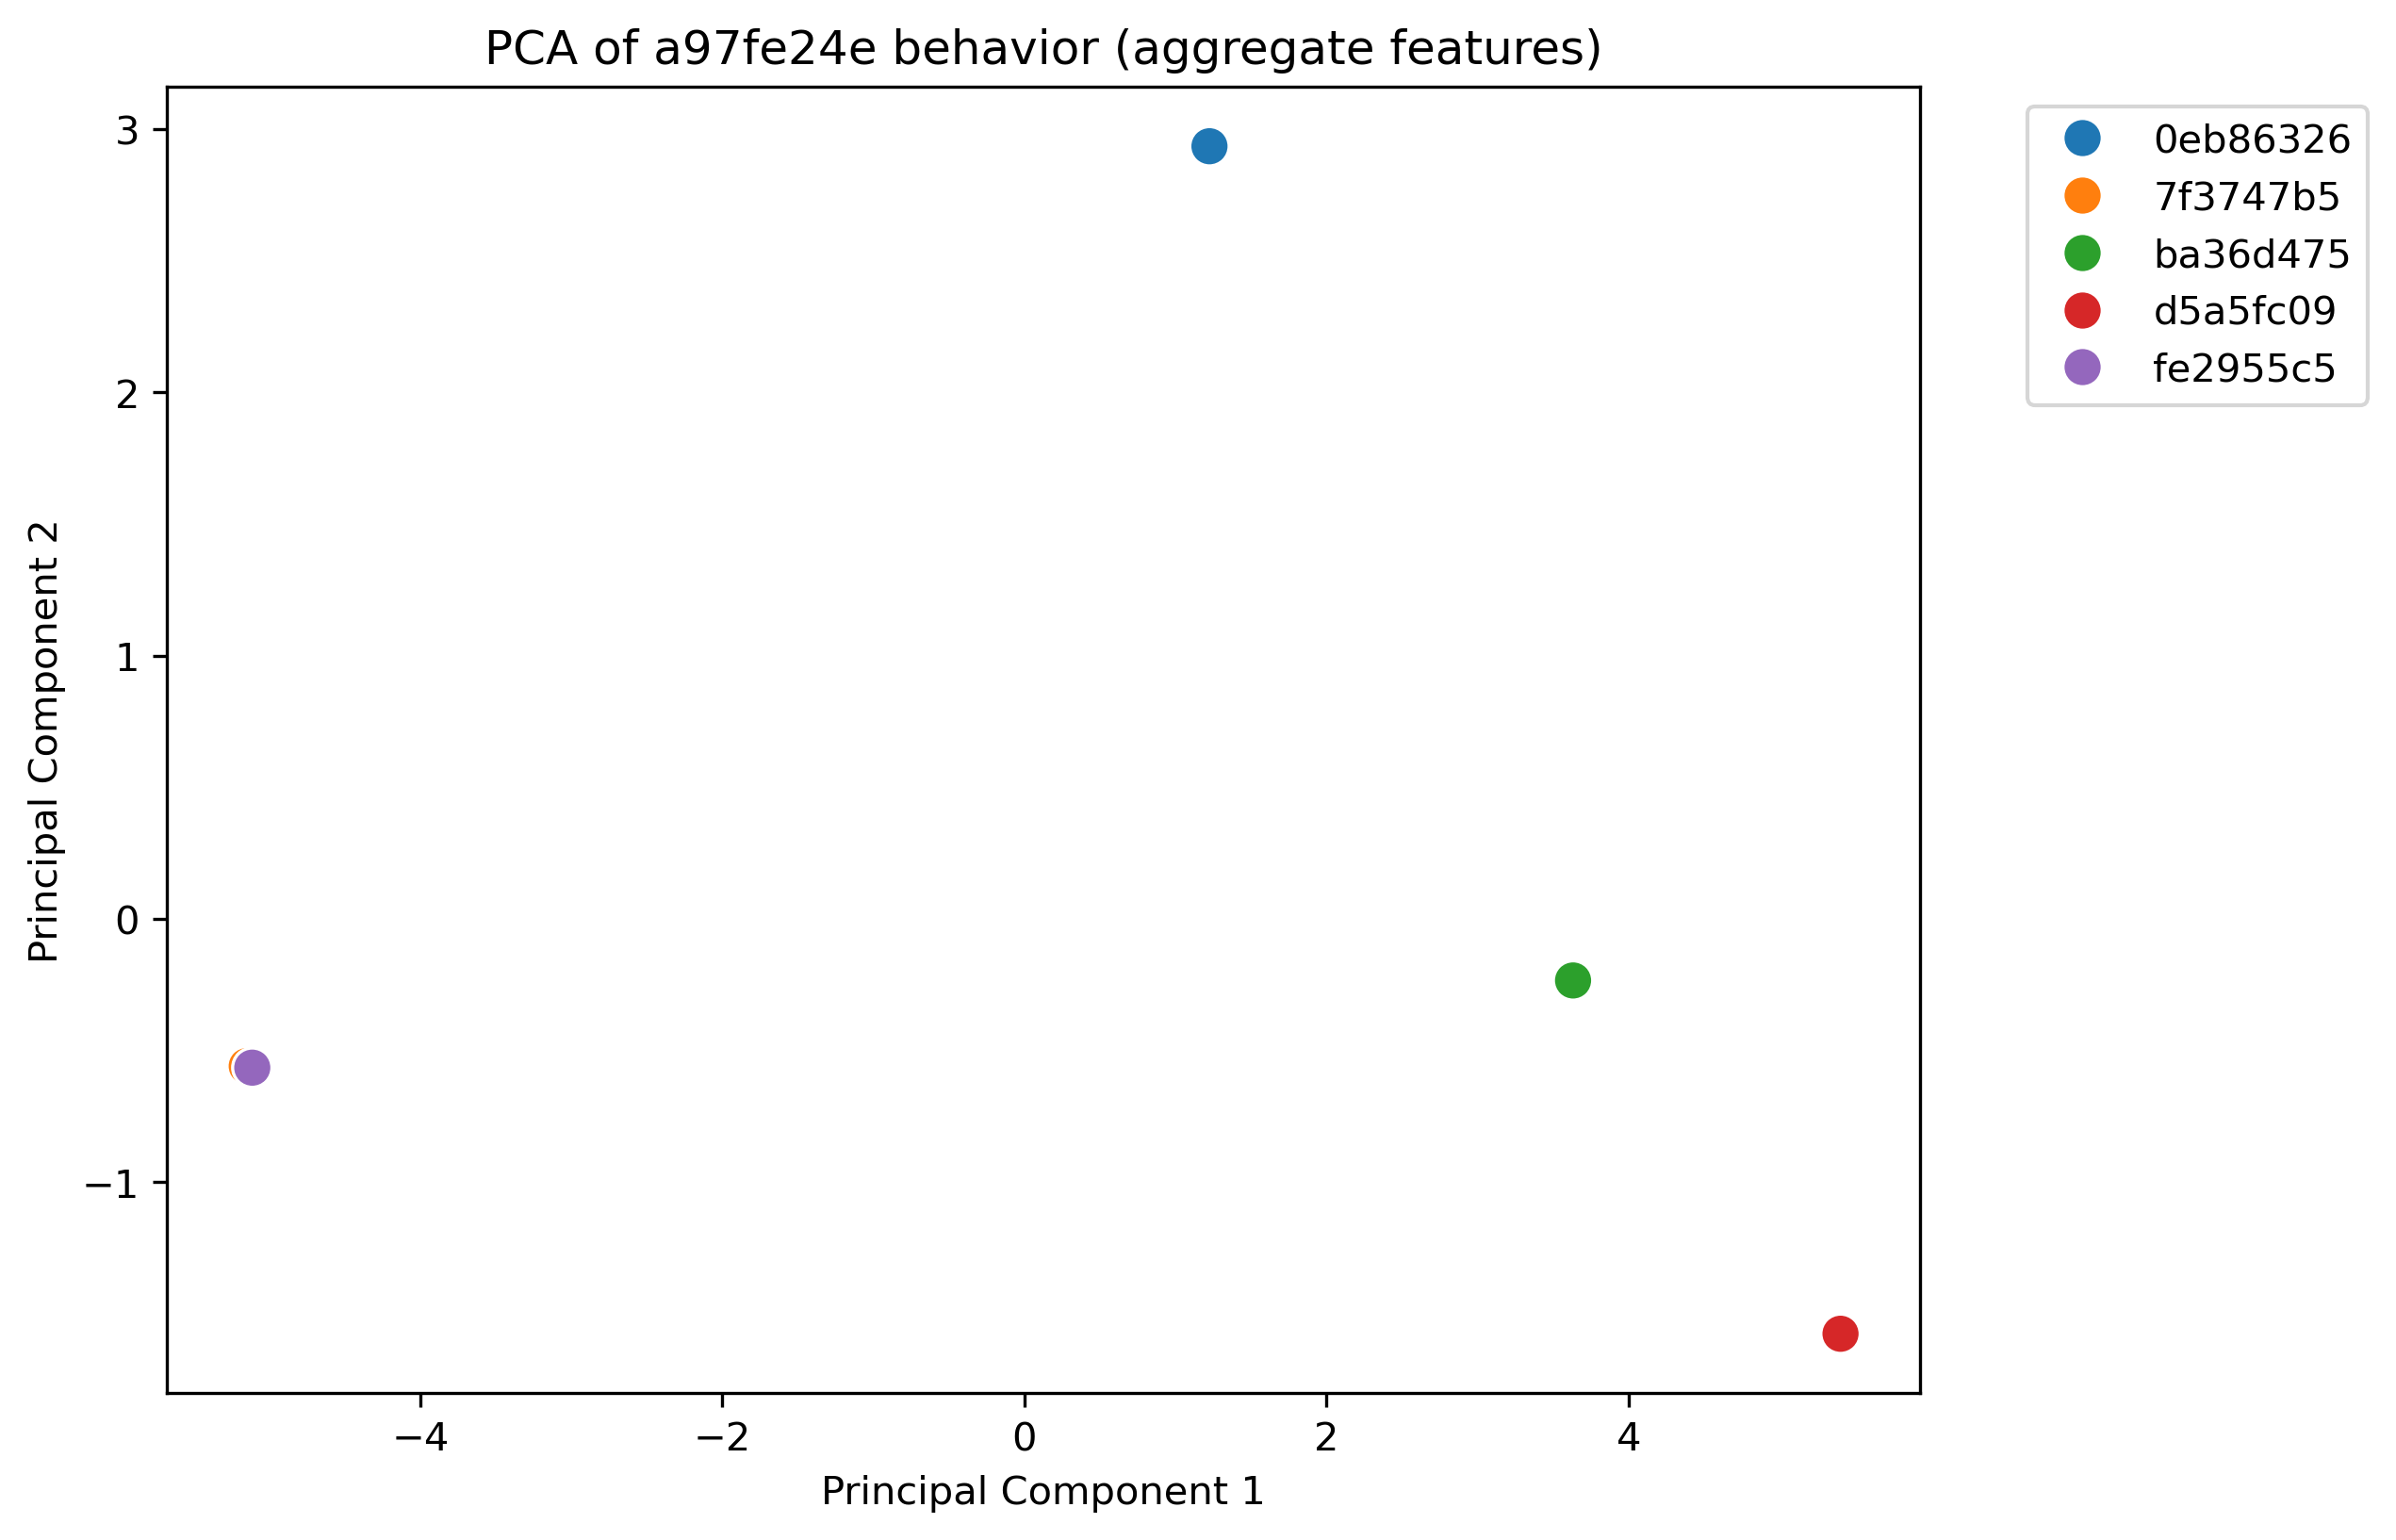 PCA of a97fe24e behavior (aggregate features)
0eb86326
7f3747b5
ba36d475
d5a5fc09
fe2955c5
Principal Component 2
3
2
1
0
−1
−4
−2
0
2
4
Principal Component 1